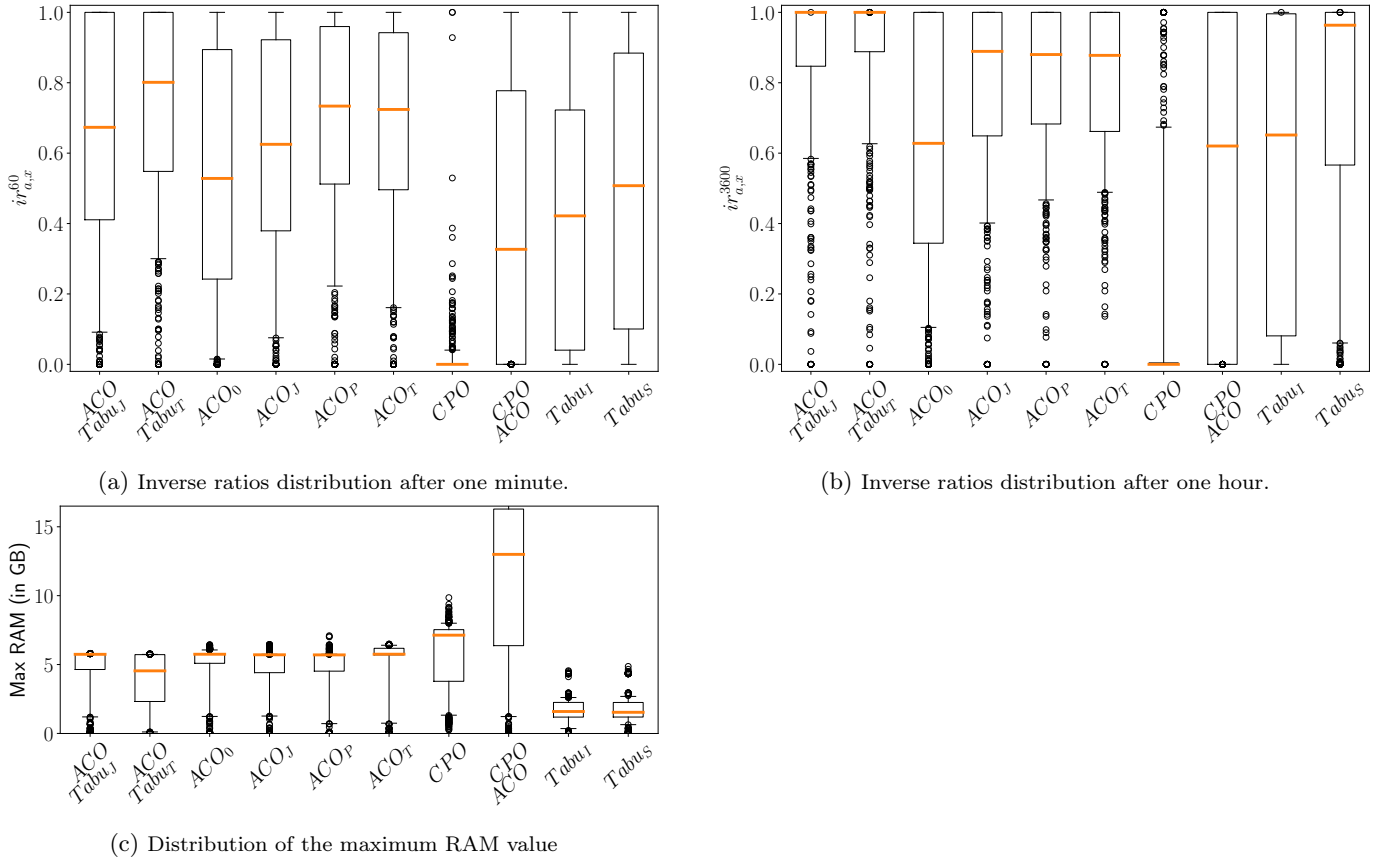 1.0
0.8
0.6
0.4
0.2
0.0
ir^{60}_{a,x}
ACO Tabu_J
ACO Tabu_T
ACO_0
ACO_J
ACO_P
ACO_T
CPO
CPO ACO
Tabu_I
Tabu_S
(a) Inverse ratios distribution after one minute.
1.0
0.8
0.6
0.4
0.2
0.0
ir^{3600}_{a,x}
ACO Tabu_J
ACO Tabu_T
ACO_0
ACO_J
ACO_P
ACO_T
CPO
CPO ACO
Tabu_I
Tabu_S
(b) Inverse ratios distribution after one hour.
15
10
5
0
Max RAM (in GB)
ACO Tabu_J
ACO Tabu_T
ACO_0
ACO_J
ACO_P
ACO_T
CPO
CPO ACO
Tabu_I
Tabu_S
(c) Distribution of the maximum RAM value